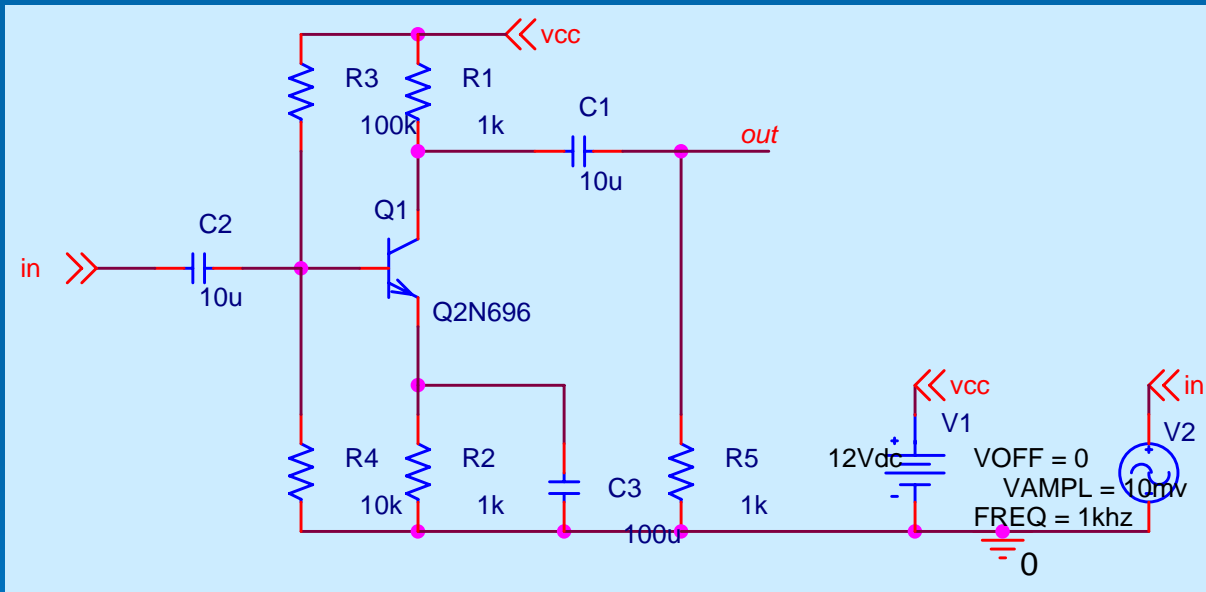 vcc
R3
R1
C1
100k
1k
out
10u
Q1
C2
in
10u
Q2N696
vcc
in
V1
V2
R4
R2
R5
12Vdc
VOFF = 0
C3
VAMPL = 10mv
10k
1k
1k
FREQ = 1khz
100u
0